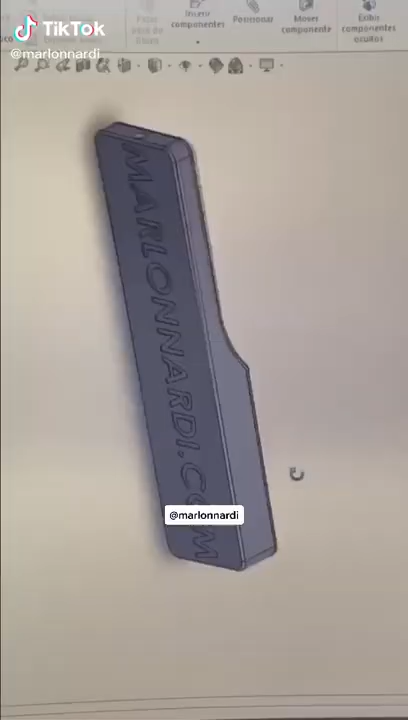 Inserir
componentes
Posicionar
Mover
componente
Exibir
componentes
ocultos
TikTok
@marlonnardi
MARLONNARDI.COM
@marlonnardi